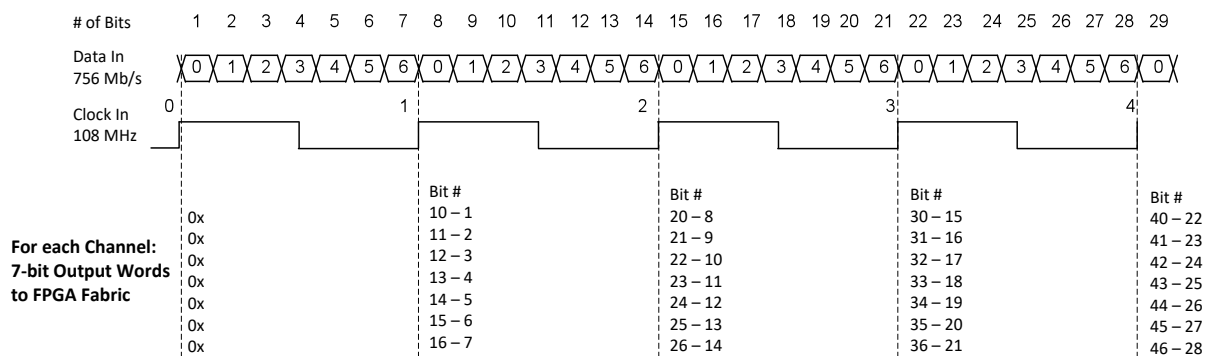 # of Bits 1 2 3 4 5 6 7 8 9 10 11 12 13 14 15 16 17 18 19 20 21 22 23 24 25 26 27 28 29
Data In
756 Mb/s
0 1 2 3 4 5 6 0 1 2 3 4 5 6 0 1 2 3 4 5 6 0 1 2 3 4 5 6 0
0 1 2 3 4
Clock In
108 MHz
Bit # Bit # Bit # Bit #
0x 10 – 1 20 – 8 30 – 15 40 – 22
0x 11 – 2 21 – 9 31 – 16 41 – 23
For each Channel:
0x 12 – 3 22 – 10 32 – 17 42 – 24
7-bit Output Words
0x 13 – 4 23 – 11 33 – 18 43 – 25
to FPGA Fabric
0x 14 – 5 24 – 12 34 – 19 44 – 26
0x 15 – 6 25 – 13 35 – 20 45 – 27
0x 16 – 7 26 – 14 36 – 21 46 – 28